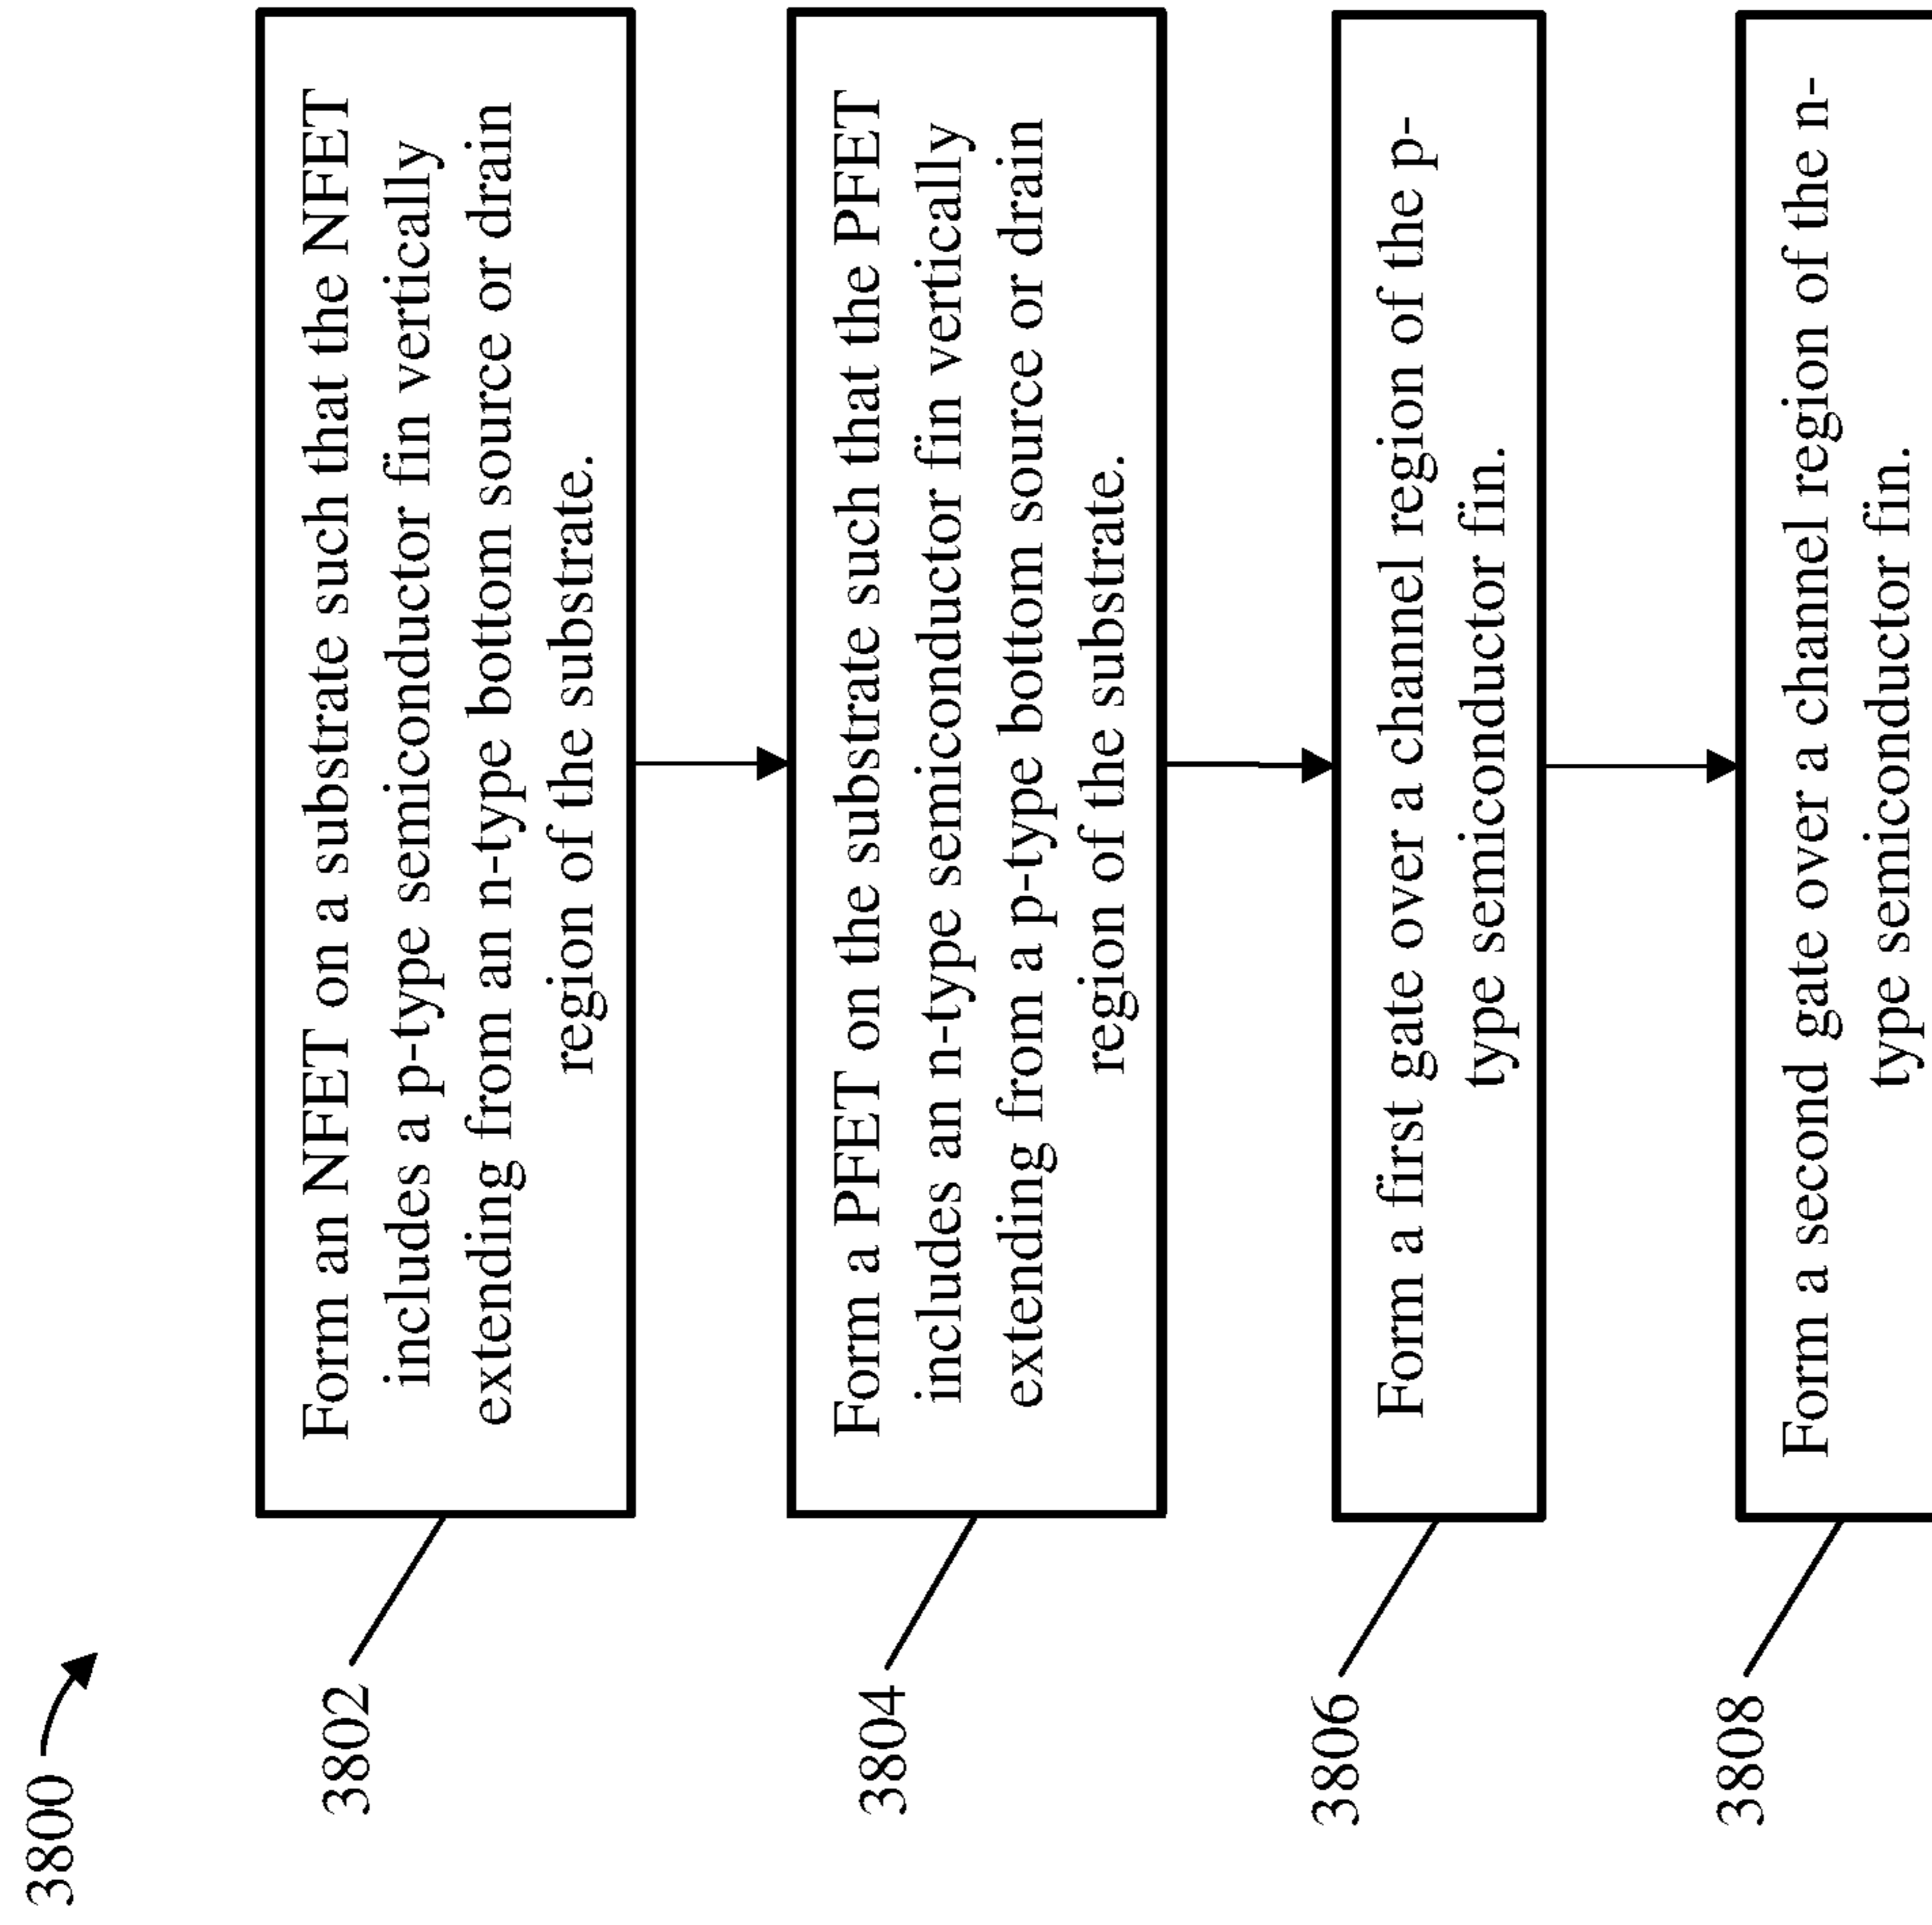 3800
3802
Form an NFET on a substrate such that the NFET
includes a p-type semiconductor fin vertically
extending from an n-type bottom source or drain
region of the substrate.
3804
Form a PFET on the substrate such that the PFET
includes an n-type semiconductor fin vertically
extending from a p-type bottom source or drain
region of the substrate.
3806
Form a first gate over a channel region of the p-
type semiconductor fin.
3808
Form a second gate over a channel region of the n-
type semiconductor fin.